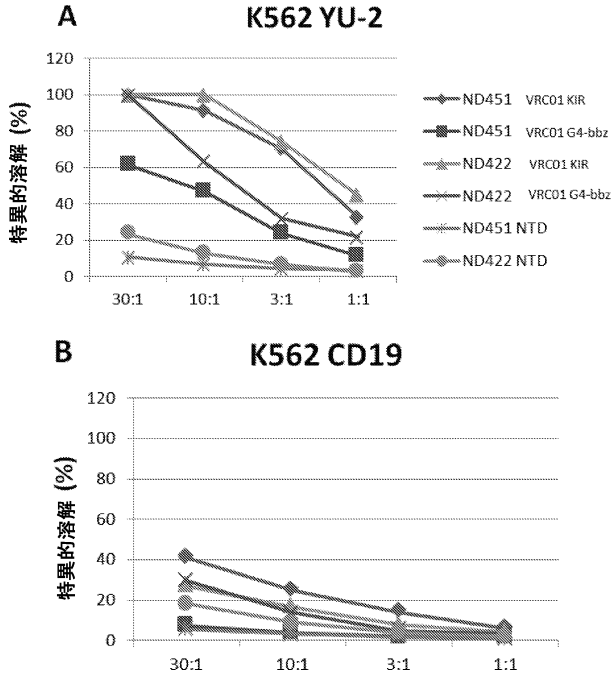 A
K562 YU-2
特異的溶解 (%)
120
100
80
60
40
20
0
30:1 10:1 3:1 1:1
ND451 VRC01 KIR
ND451 VRC01 G4-bbz
ND422 VRC01 KIR
ND422 VRC01 G4-bbz
ND451 NTD
ND422 NTD
B
K562 CD19
特異的溶解 (%)
120
100
80
60
40
20
0
30:1 10:1 3:1 1:1